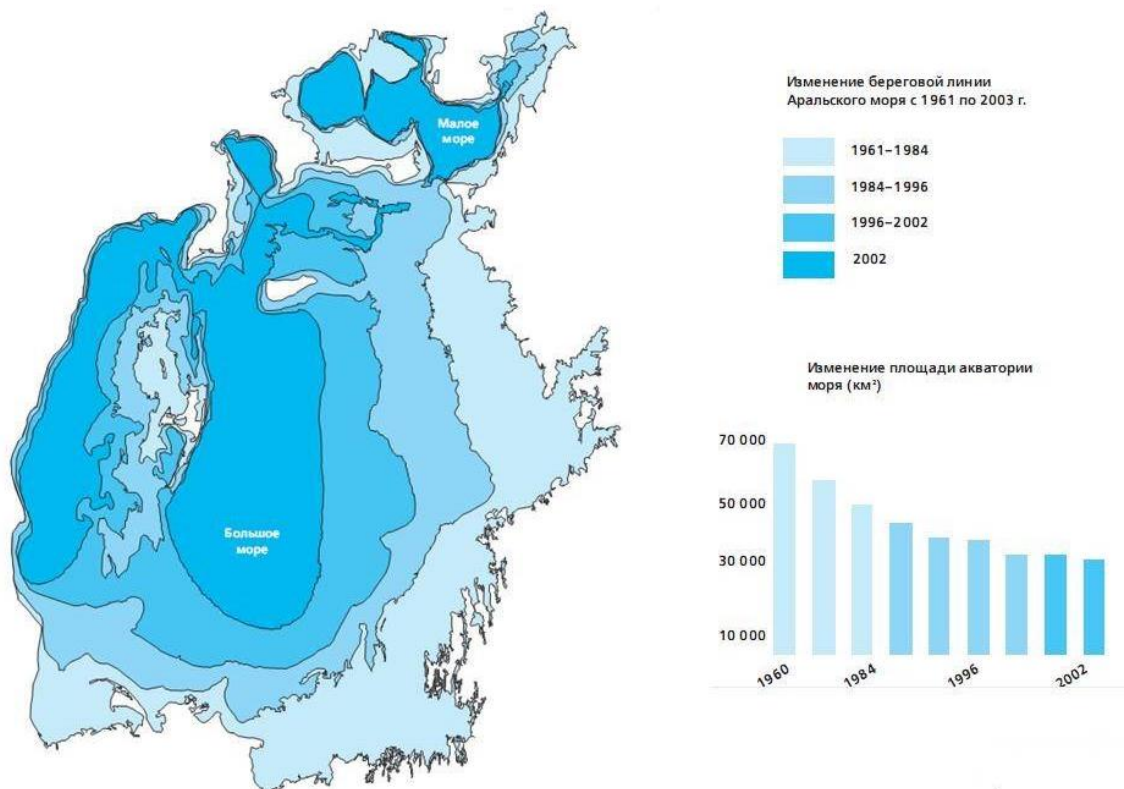 Малое
море
Большое
море
Изменение береговой линии
Аральского моря с 1961 по 2003 г.
1961–1984
1984–1996
1996–2002
2002
Изменение площади акватории
моря (км²)
70 000
50 000
30 000
10 000
1960
1984
1996
2002